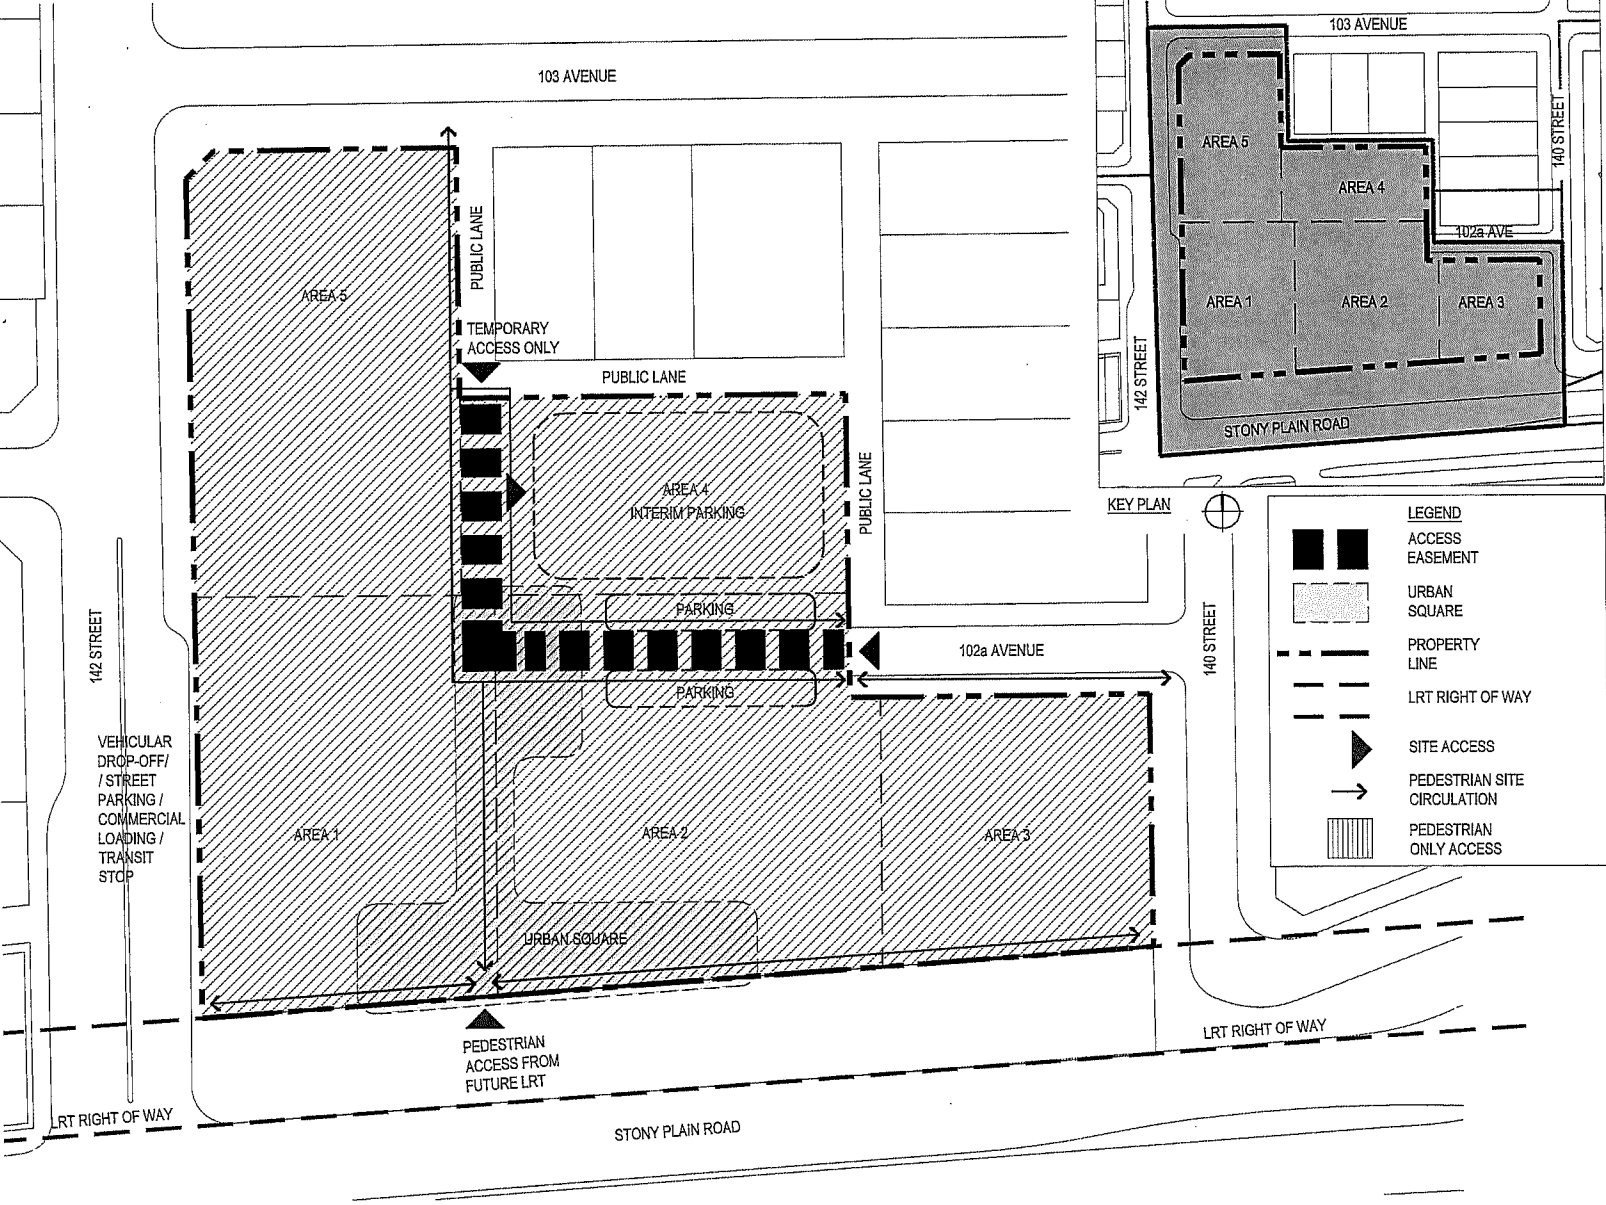 103 AVENUE
PUBLIC LANE
AREA 5
TEMPORARY
ACCESS ONLY
PUBLIC LANE
AREA 4
INTERIM PARKING
PUBLIC LANE
142 STREET
PARKING
PARKING
102a AVENUE
140 STREET
VEHICULAR
DROP-OFF/
/ STREET
PARKING /
COMMERCIAL
LOADING /
TRANSIT
STOP
AREA 1
AREA 2
AREA 3
URBAN SQUARE
PEDESTRIAN
ACCESS FROM
FUTURE LRT
LRT RIGHT OF WAY
LRT RIGHT OF WAY
STONY PLAIN ROAD
103 AVENUE
AREA 5
140 STREET
AREA 4
102a AVE
AREA 1
AREA 2
AREA 3
142 STREET
STONY PLAIN ROAD
KEY PLAN
LEGEND
ACCESS
EASEMENT
URBAN
SQUARE
PROPERTY
LINE
LRT RIGHT OF WAY
SITE ACCESS
PEDESTRIAN SITE
CIRCULATION
PEDESTRIAN
ONLY ACCESS